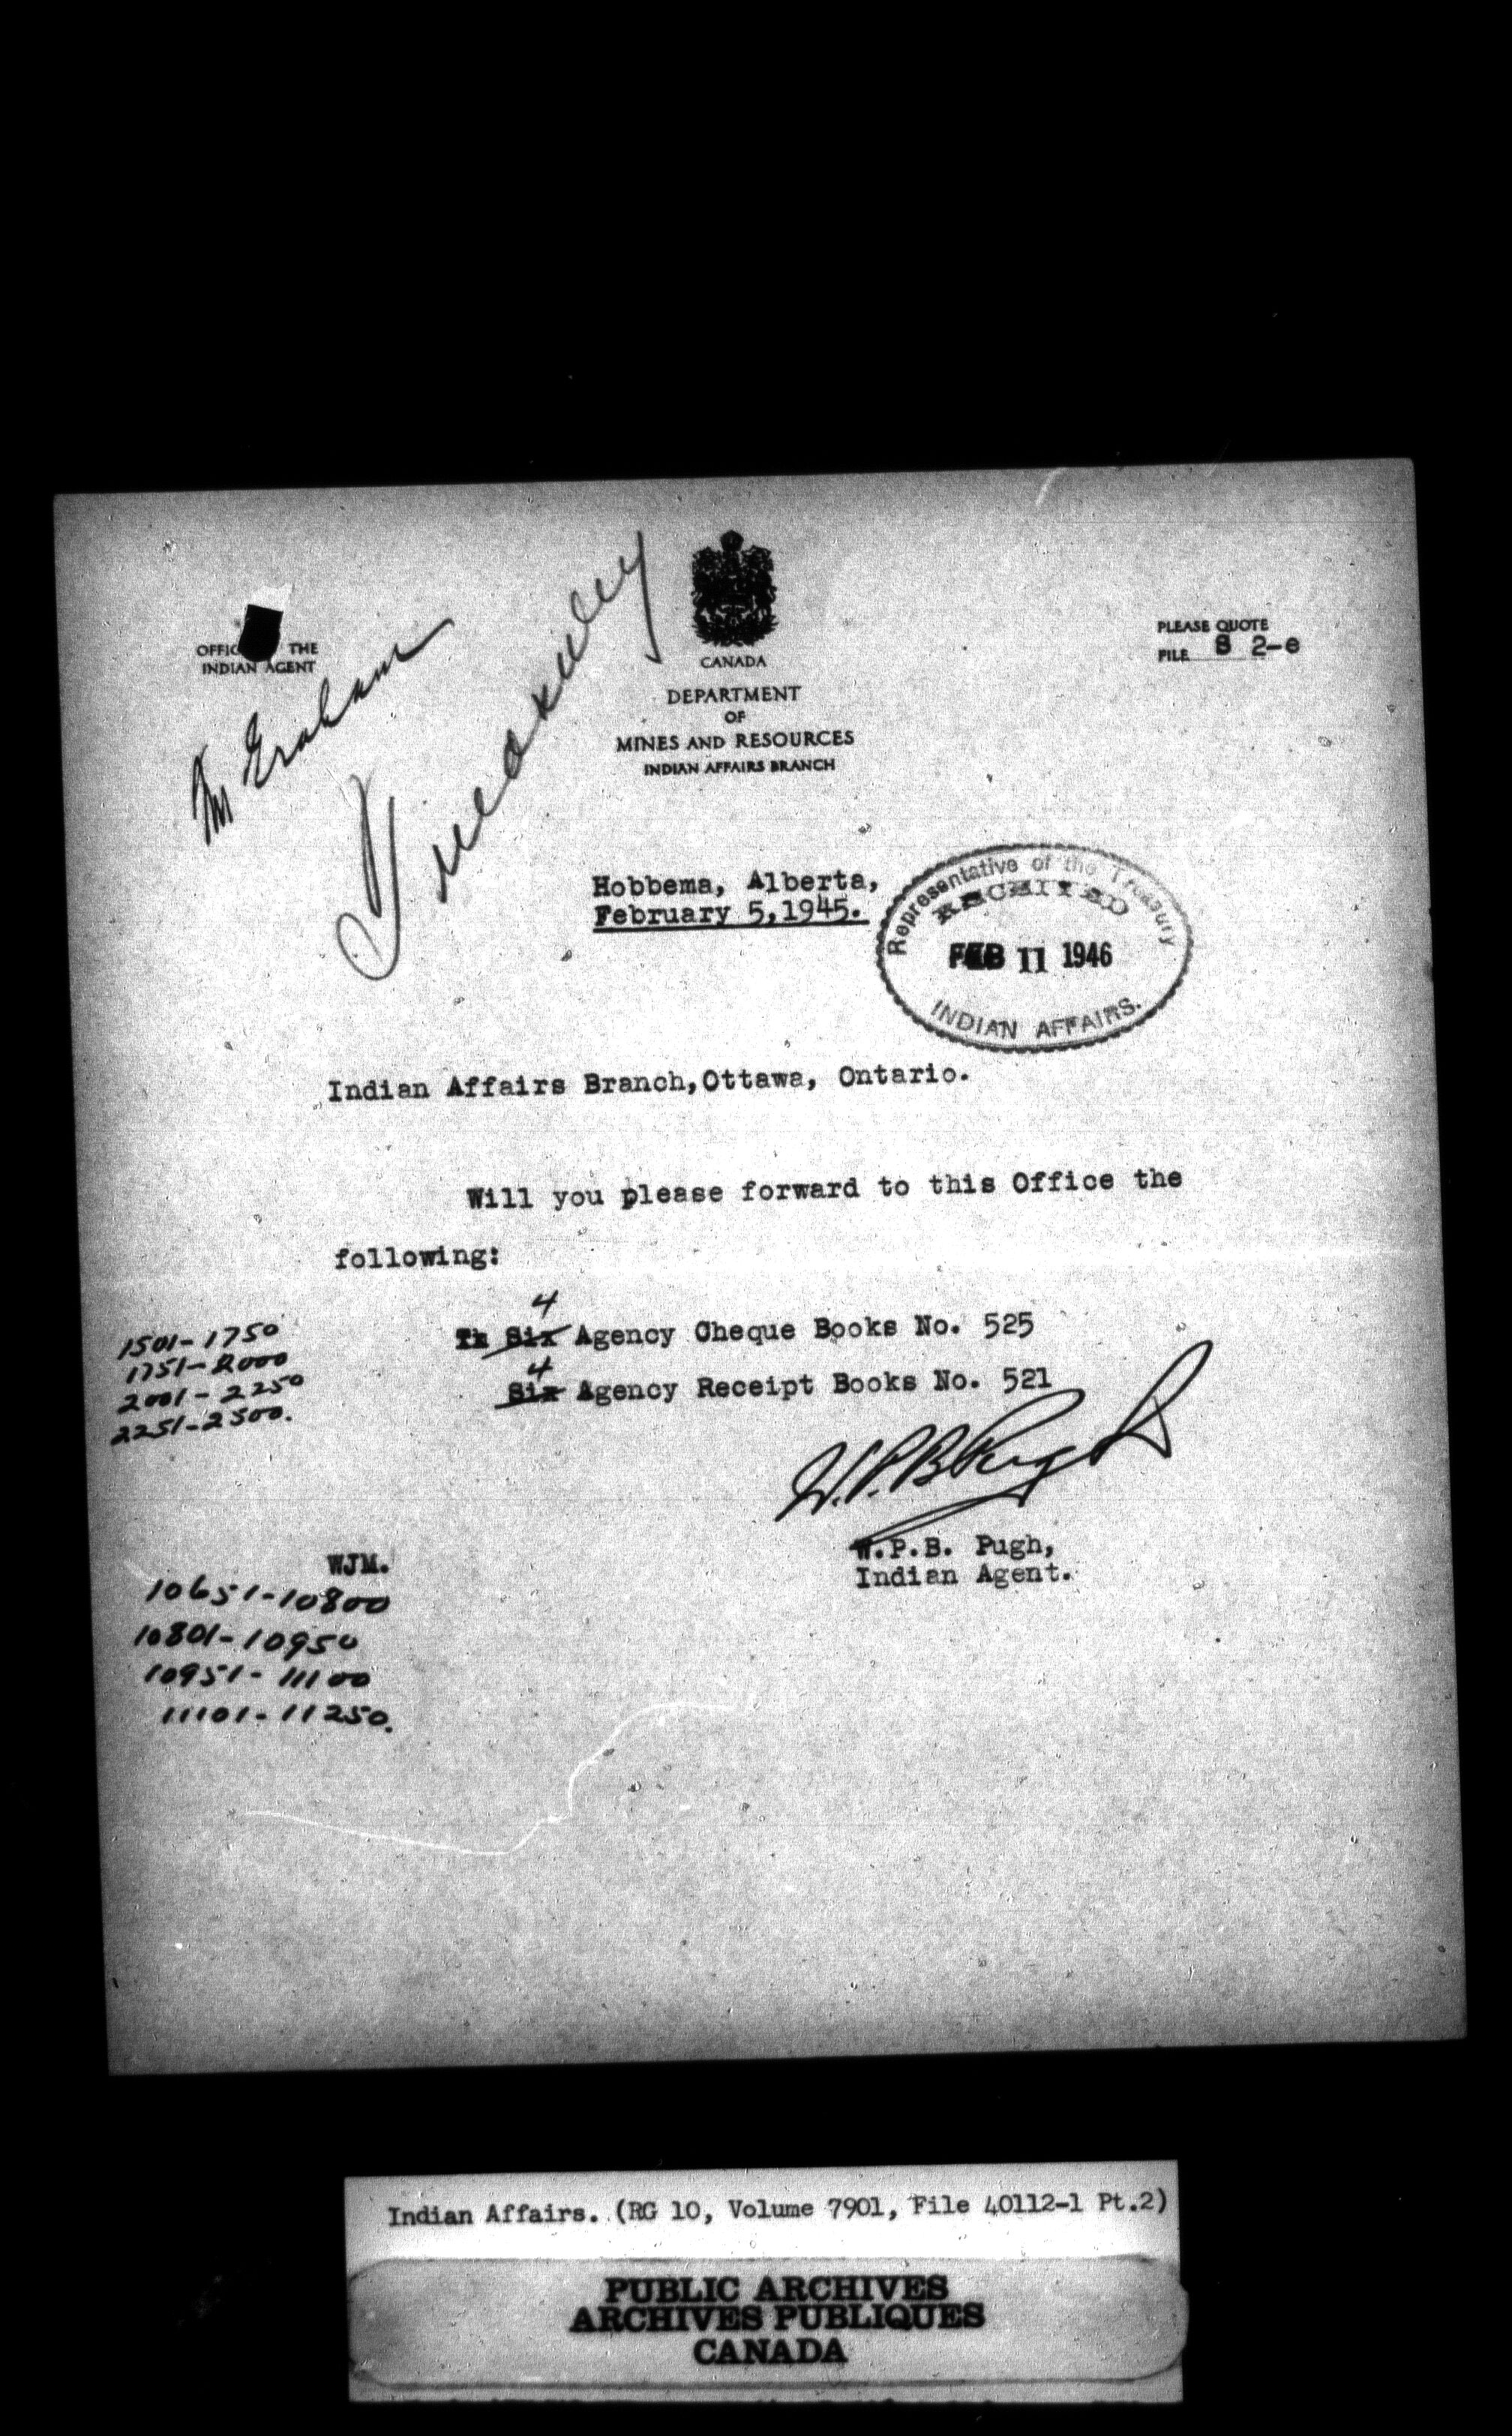 OFFIC THE
INDIAN AGENT
CANADA
DEPARTMENT
OF
MINES AND RESOURCES
INDIAN AFFAIRS BRANCH
PLEASE QUOTE
FILE 8 2-e
Hobbema, Alberta,
February 5,1945.
Representative of the Treasury
RECEIVED
FEB 11 1946
INDIAN AFFAIRS.
Indian Affairs Branch,Ottawa, Ontario.
Will you please forward to this Office the
following:
4
Six Agency Cheque Books No. 525
4
Six Agency Receipt Books No. 521
1501-1750
1751-2000
2001-2250
2251-2500.
W.P.B. Pugh
W.P.B. Pugh,
Indian Agent.
WJM.
10651-10800
10801-10950
10951-11100
11101-11250.
Indian Affairs. (RG 10, Volume 7901, File 40112-1 Pt.2)
PUBLIC ARCHIVES
ARCHIVES PUBLIQUES
CANADA